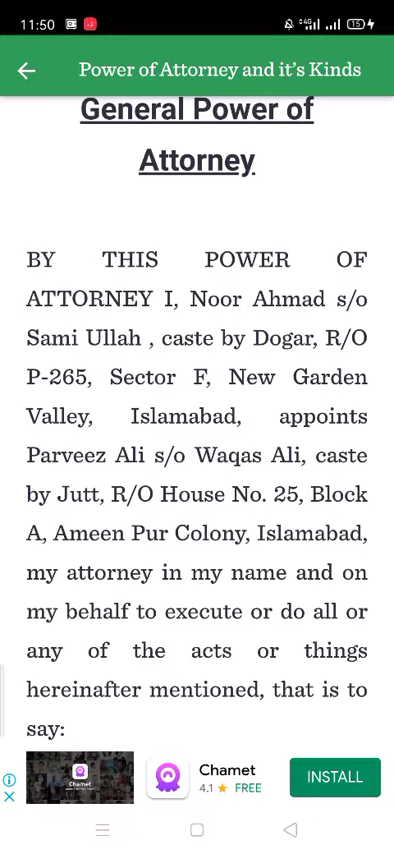 11:50 4G 15
Power of Attorney and it's Kinds
General Power of
Attorney
BY THIS POWER OF
ATTORNEY I, Noor Ahmad s/o
Sami Ullah , caste by Dogar, R/O
P-265, Sector F, New Garden
Valley, Islamabad, appoints
Parveez Ali s/o Waqas Ali, caste
by Jutt, R/O House No. 25, Block
A, Ameen Pur Colony, Islamabad,
my attorney in my name and on
my behalf to execute or do all or
any of the acts or things
hereinafter mentioned, that is to
say:
Chamet
Chamet
4.1 ★ FREE
INSTALL